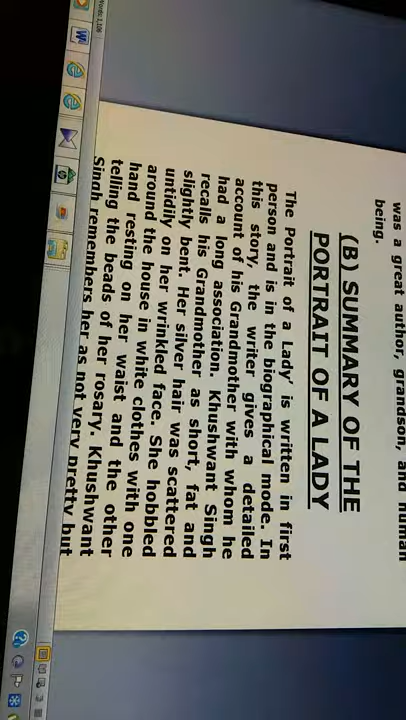 was a great author, grandson, and human
being.
(B) SUMMARY OF THE
PORTRAIT OF A LADY
The Portrait of a Lady’ is written in first
person and is in the biographical mode. In
this story, the writer gives a detailed
account of his Grandmother with whom he
had a long association. Khushwant Singh
recalls his Grandmother as short, fat and
slightly bent. Her silver hair was scattered
untidily on her wrinkled face. She hobbled
around the house in white clothes with one
hand resting on her waist and the other
telling the beads of her rosary. Khushwant
Singh remembers her as not very pretty but